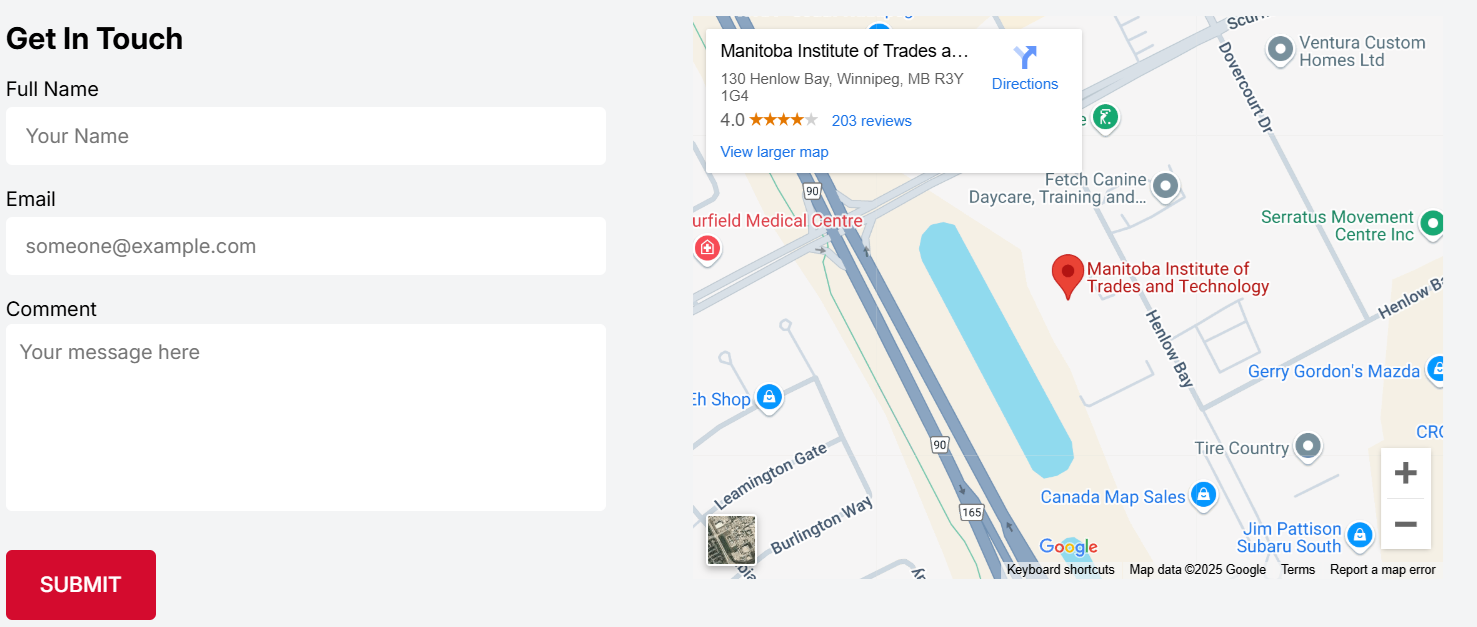 Get In Touch
Full Name
Your Name
Email
someone@example.com
Comment
Your message here
SUBMIT
Manitoba Institute of Trades a...
130 Henlow Bay, Winnipeg, MB R3Y
1G4
4.0
203 reviews
View larger map
Directions
Dovercourt Dr
Ventura Custom
Homes Ltd
90
Fetch Canine
Daycare, Training and...
urfield Medical Centre
Serratus Movement
Centre Inc
Manitoba Institute of
Trades and Technology
Henlow Bay
Henlow B
Gerry Gordon's Mazda
Eh Shop
90
Leamington Gate
Tire Country
Canada Map Sales
165
Burlington Way
Jim Pattison
Subaru South
Google
Keyboard shortcuts
Map data ©2025 Google
Terms
Report a map error